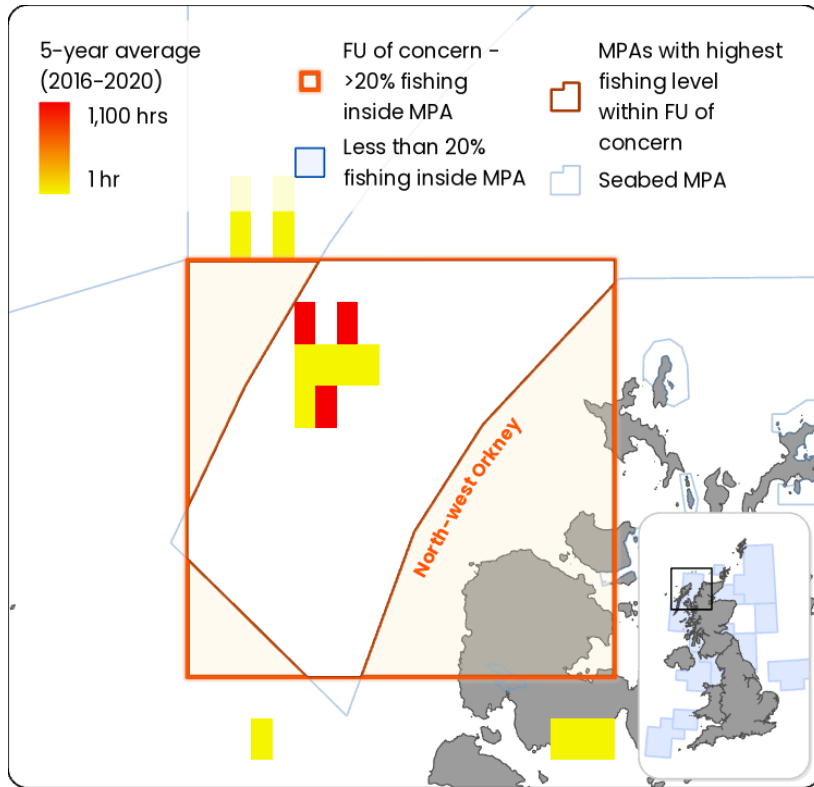 5-year average
(2016-2020)
1,100 hrs
1 hr
FU of concern -
>20% fishing
inside MPA
Less than 20%
fishing inside MPA
MPAs with highest
fishing level
within FU of
concern
Seabed MPA
North-west Orkney